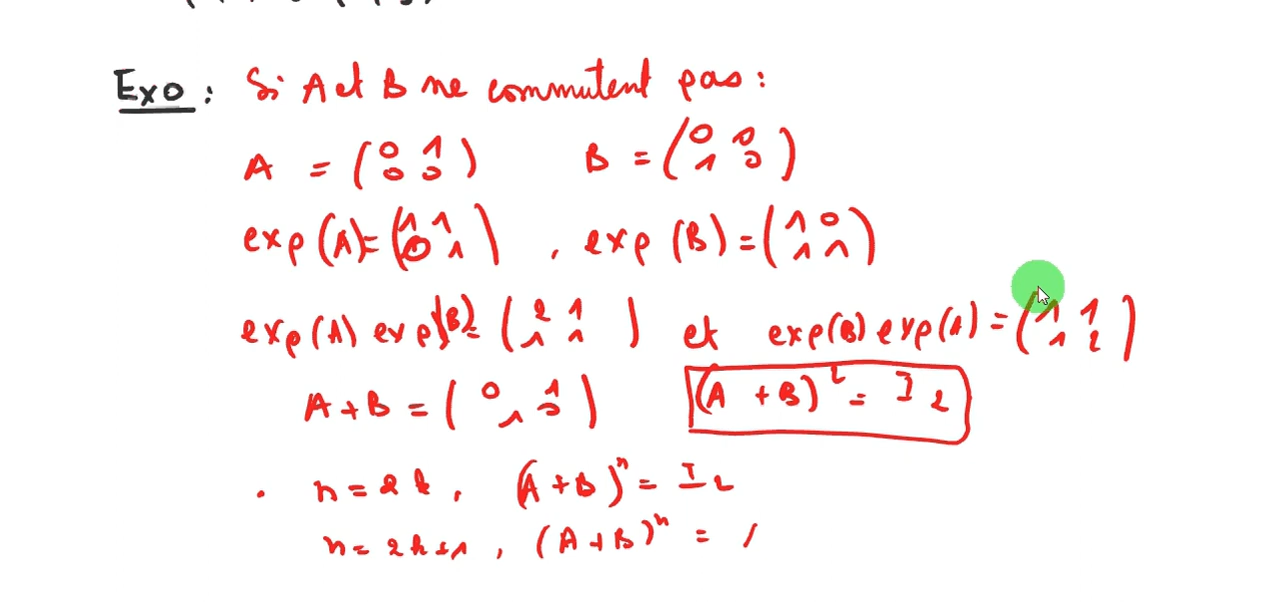 Exo : Si A et B ne commutent pas :
A = (0 1 0 0) B = (0 0 1 0)
exp(A) = (1 1 0 1) , exp(B) = (1 0 1 1)
exp(A) exp(B) = (2 1 1 1) et exp(B) exp(A) = (1 1 1 2)
A + B = (0 1 1 0) (A + B)² = I₂
. n = 2k , (A + B)ⁿ = I₂
n = 2k+1 , (A + B)ⁿ =